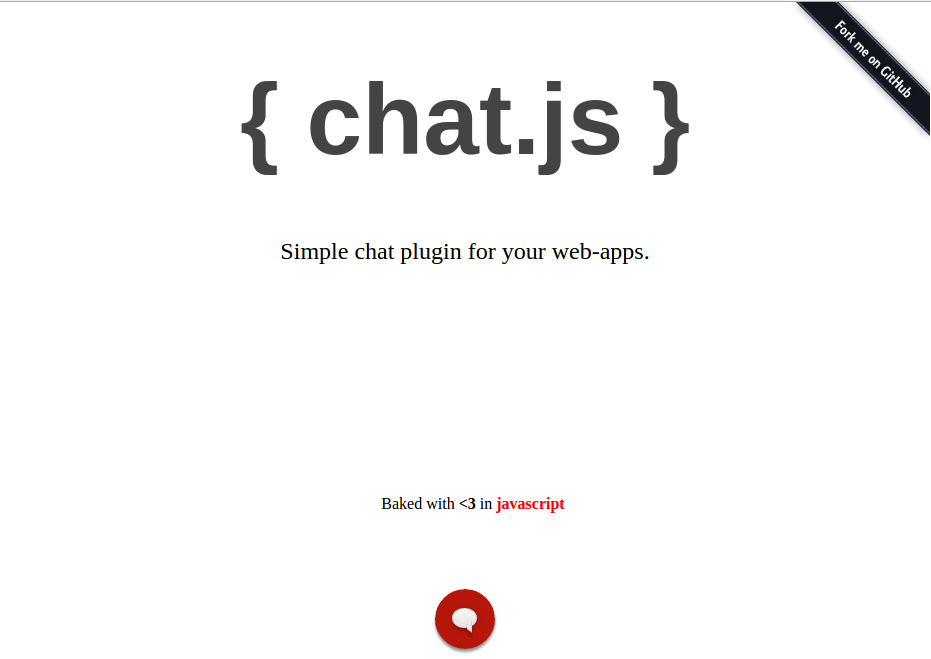 Fork me on GitHub
{ chat.js }
Simple chat plugin for your web-apps.
Baked with <3 in javascript